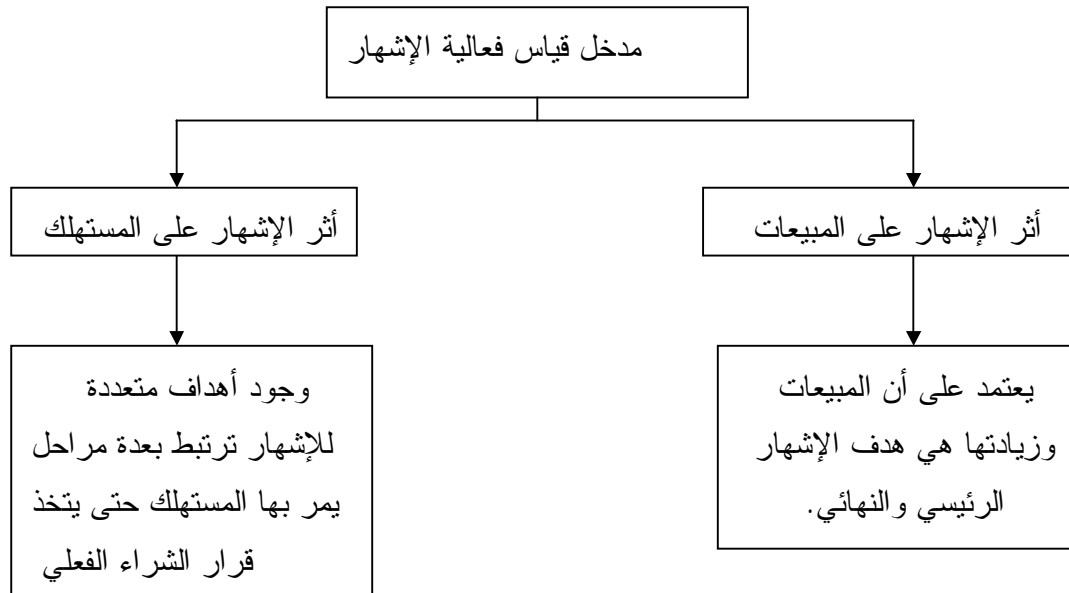 مدخل قياس فعالية الإشهار
أثر الإشهار على المبيعات
أثر الإشهار على المستهلك
يعتمد على أن المبيعات
وزيادتها هي هدف الإشهار
الرئيسي والنهائي.
وجود أهداف متعددة
للإشهار ترتبط بعدة مراحل
يمر بها المستهلك حتى يتخذ
قرار الشراء الفعلي